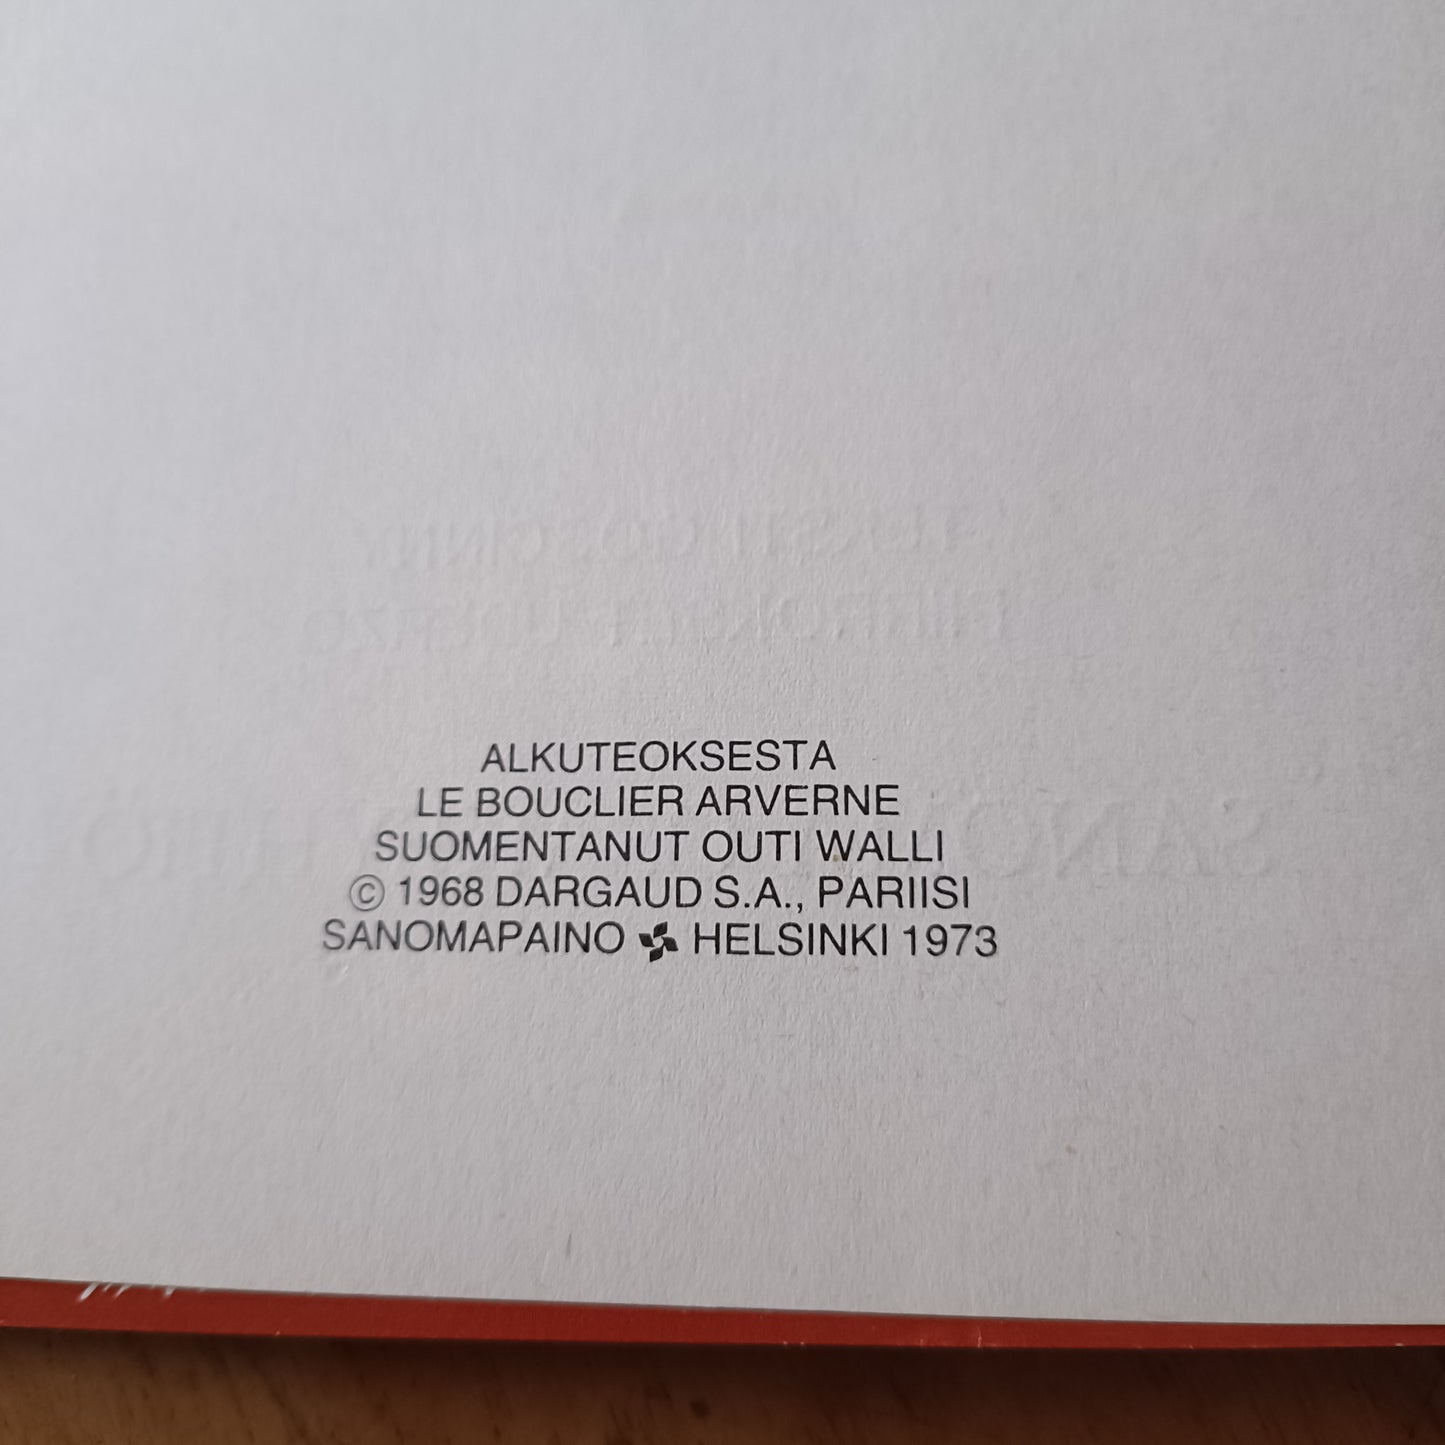 ALKUTEOKSESTA
LE BOUCLIER ARVERNE
SUOMENTANUT OUTI WALLI
© 1968 DARGAUD S.A., PARIISI
SANOMAPAINO HELSINKI 1973